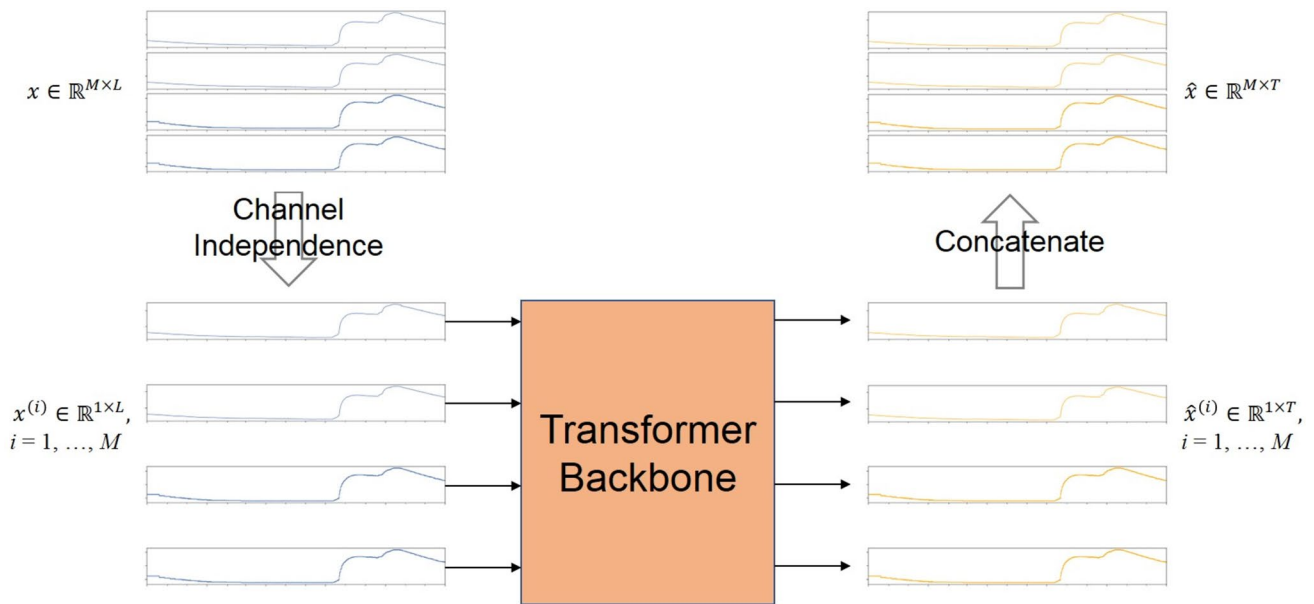 x ∈ ℝ^{M×L}
x̂ ∈ ℝ^{M×T}
Channel
Independence
Concatenate
x^{(i)} ∈ ℝ^{1×L},
i = 1, …, M
Transformer
Backbone
x̂^{(i)} ∈ ℝ^{1×T},
i = 1, …, M